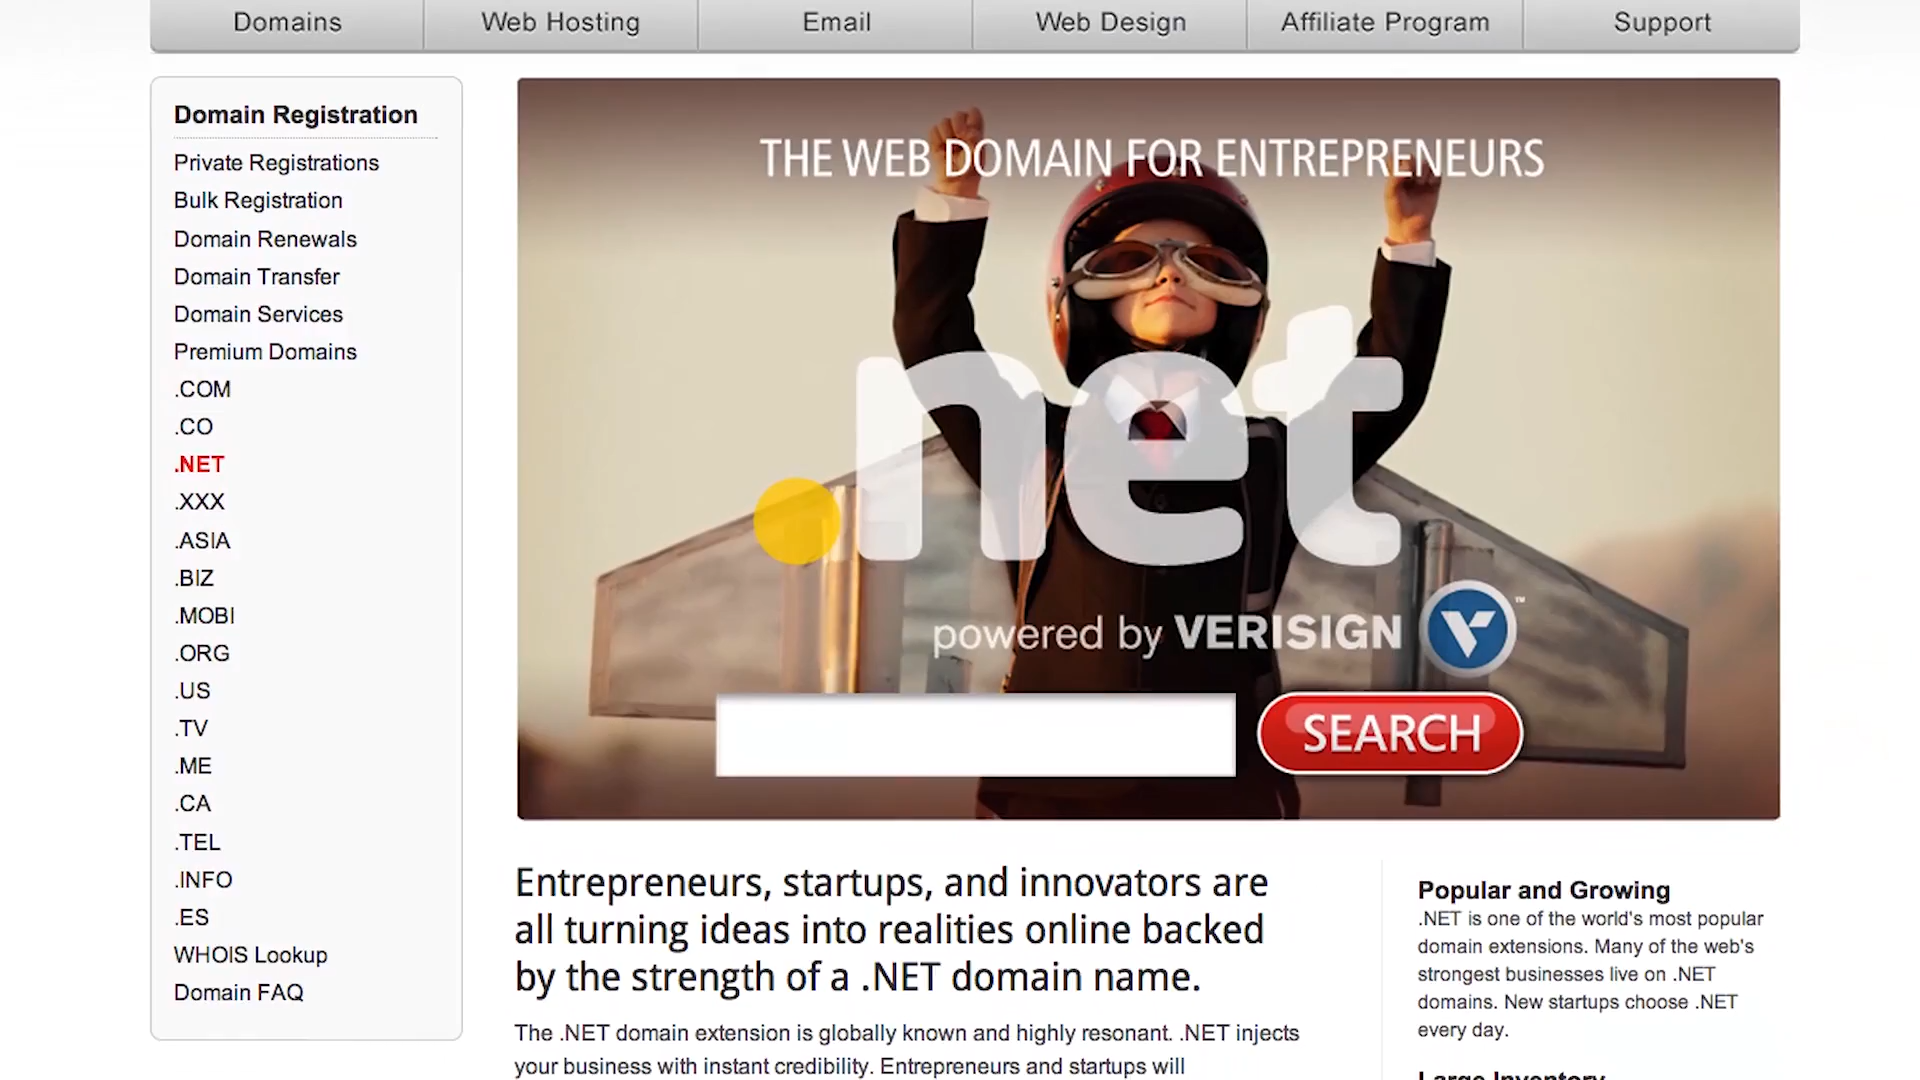 Domains
Web Hosting
Email
Web Design
Affiliate Program
Support
Domain Registration
Private Registrations
Bulk Registration
Domain Renewals
Domain Transfer
Domain Services
Premium Domains
.COM
.CO
.NET
.XXX
.ASIA
.BIZ
.MOBI
.ORG
.US
.TV
.ME
.CA
.TEL
.INFO
.ES
WHOIS Lookup
Domain FAQ
THE WEB DOMAIN FOR ENTREPRENEURS
.net
powered by VERISIGN ™
SEARCH
Entrepreneurs, startups, and innovators are
all turning ideas into realities online backed
by the strength of a .NET domain name.
The .NET domain extension is globally known and highly resonant. .NET injects
your business with instant credibility. Entrepreneurs and startups will
Popular and Growing
.NET is one of the world's most popular
domain extensions. Many of the web's
strongest businesses live on .NET
domains. New startups choose .NET
every day.
Large Inventory